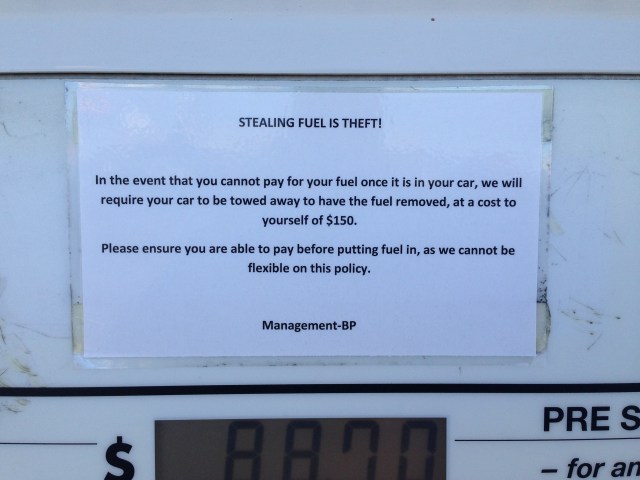 STEALING FUEL IS THEFT!
In the event that you cannot pay for your fuel once it is in your car, we will
require your car to be towed away to have the fuel removed, at a cost to
yourself of $150.
Please ensure you are able to pay before putting fuel in, as we cannot be
flexible on this policy.
Management-BP
PRE S
$ 88.70
– for an